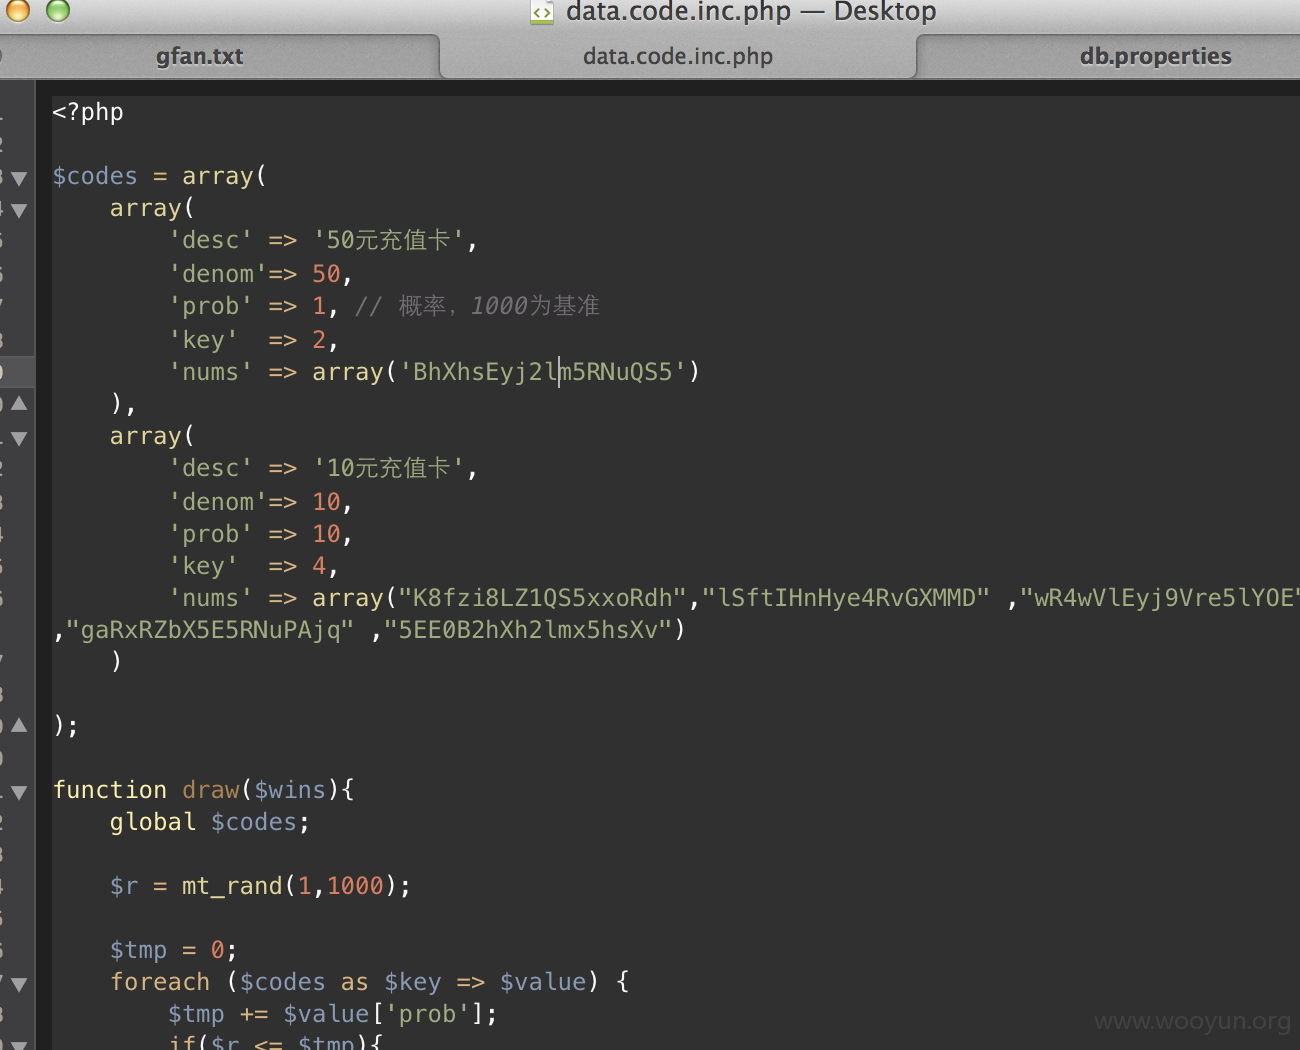 data.code.inc.php — Desktop
gfan.txt data.code.inc.php db.properties
<?php
$codes = array(
    array(
        'desc' => '50元充值卡',
        'denom'=> 50,
        'prob' => 1, // 概率，1000为基准
        'key'  => 2,
        'nums' => array('BhXhsEyj2lm5RNuQS5')
    ),
    array(
        'desc' => '10元充值卡',
        'denom'=> 10,
        'prob' => 10,
        'key'  => 4,
        'nums' => array("K8fzi8LZ1QS5xxoRdh","lSftIHnHye4RvGXMMD" ,"wR4wVlEyj9Vre5lYOE"
,"gaRxRZbX5E5RNuPAjq" ,"5EE0B2hXh2lmx5hsXv")
    )
);
function draw($wins){
    global $codes;
    $r = mt_rand(1,1000);
    $tmp = 0;
    foreach ($codes as $key => $value) {
        $tmp += $value['prob'];
        if($r <= $tmp){
www.wooyun.org